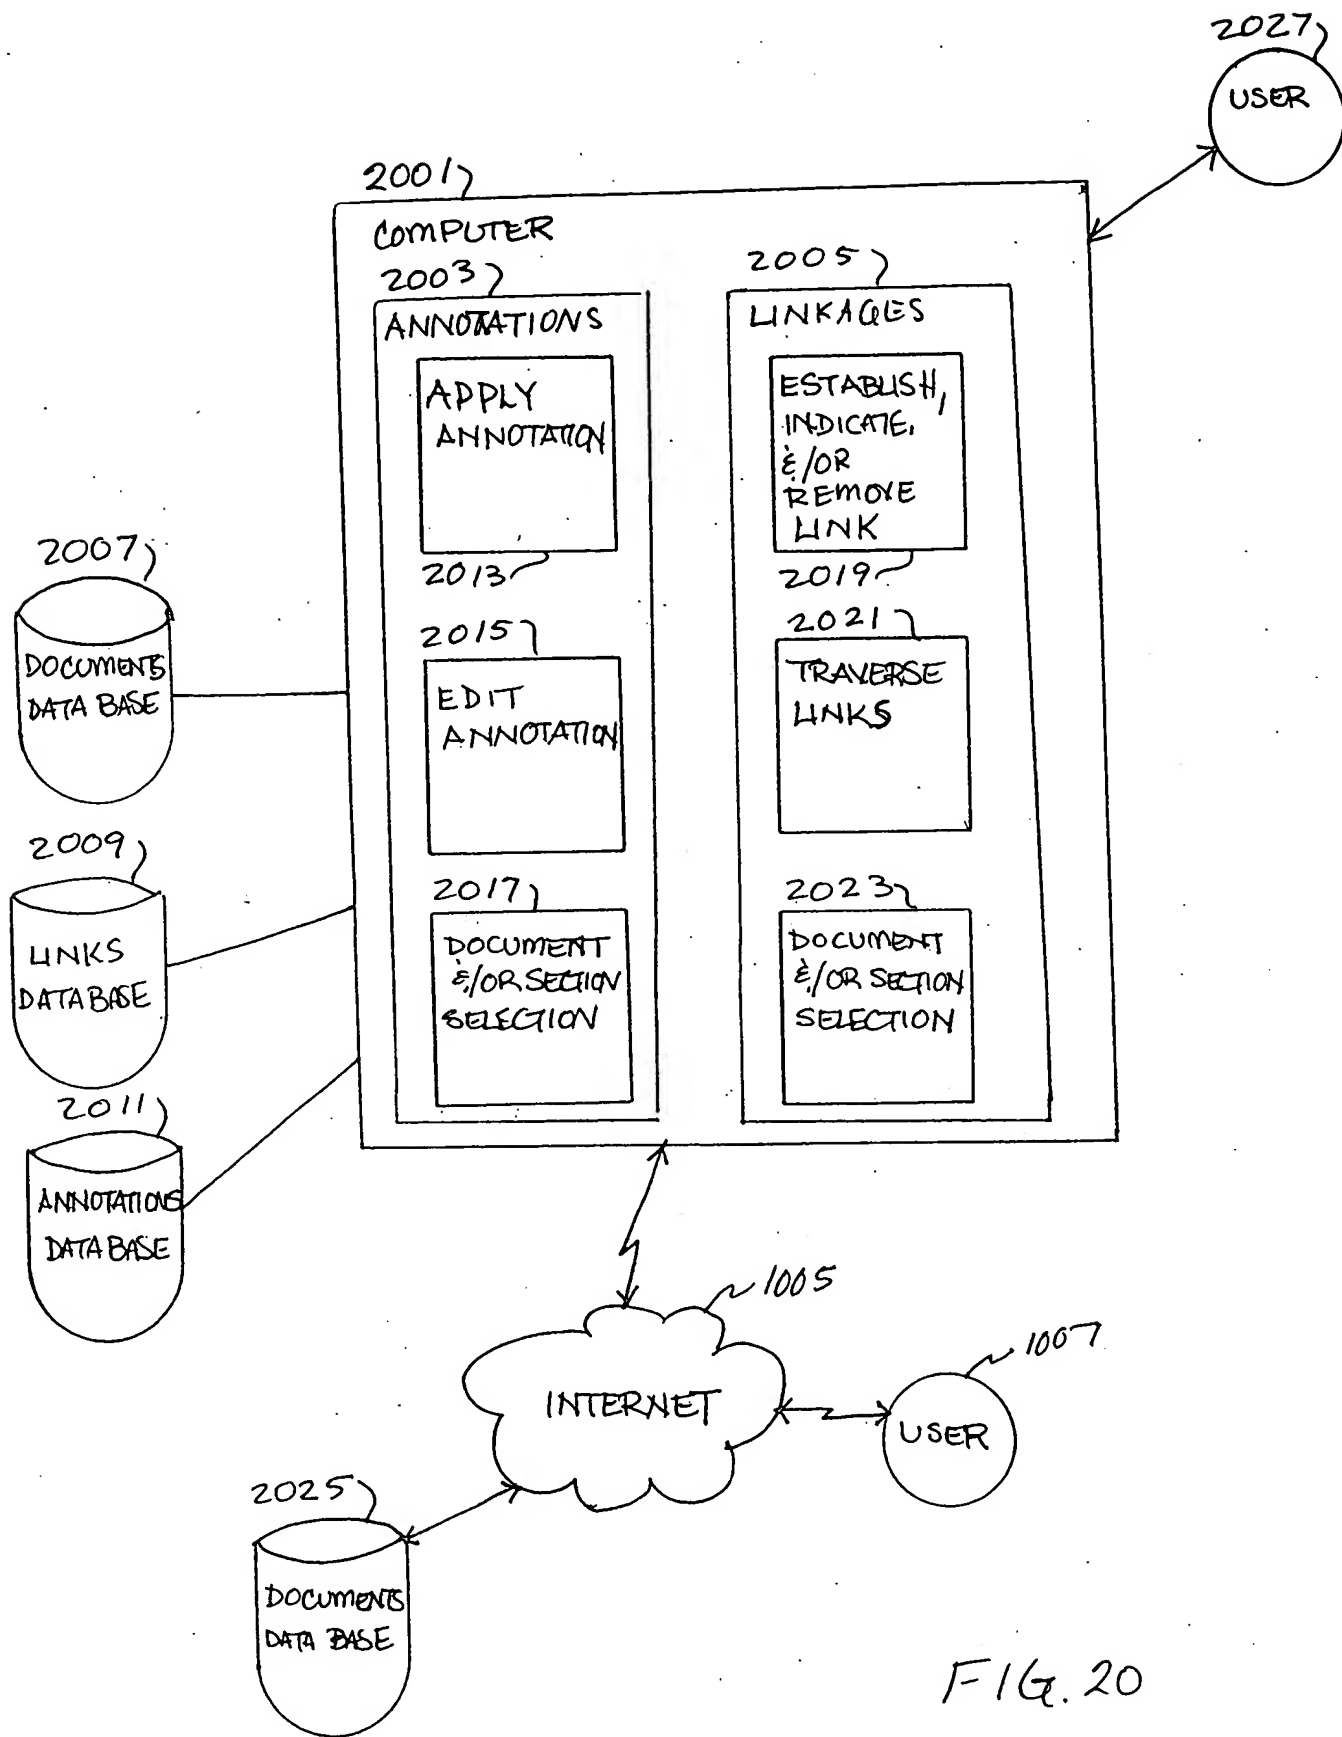 2027
USER
2001
COMPUTER
2003
ANNOTATIONS
APPLY
ANNOTATION
2013
2015
EDIT
ANNOTATION
2017
DOCUMENT
&/OR SECTION
SELECTION
2005
LINKAGES
ESTABLISH,
INDICATE,
&/OR
REMOVE
LINK
2019
2021
TRAVERSE
LINKS
2023
DOCUMENT
&/OR SECTION
SELECTION
2007
DOCUMENTS
DATA BASE
2009
LINKS
DATABASE
2011
ANNOTATIONS
DATA BASE
1005
INTERNET
1007
USER
2025
DOCUMENTS
DATA BASE
FIG. 20